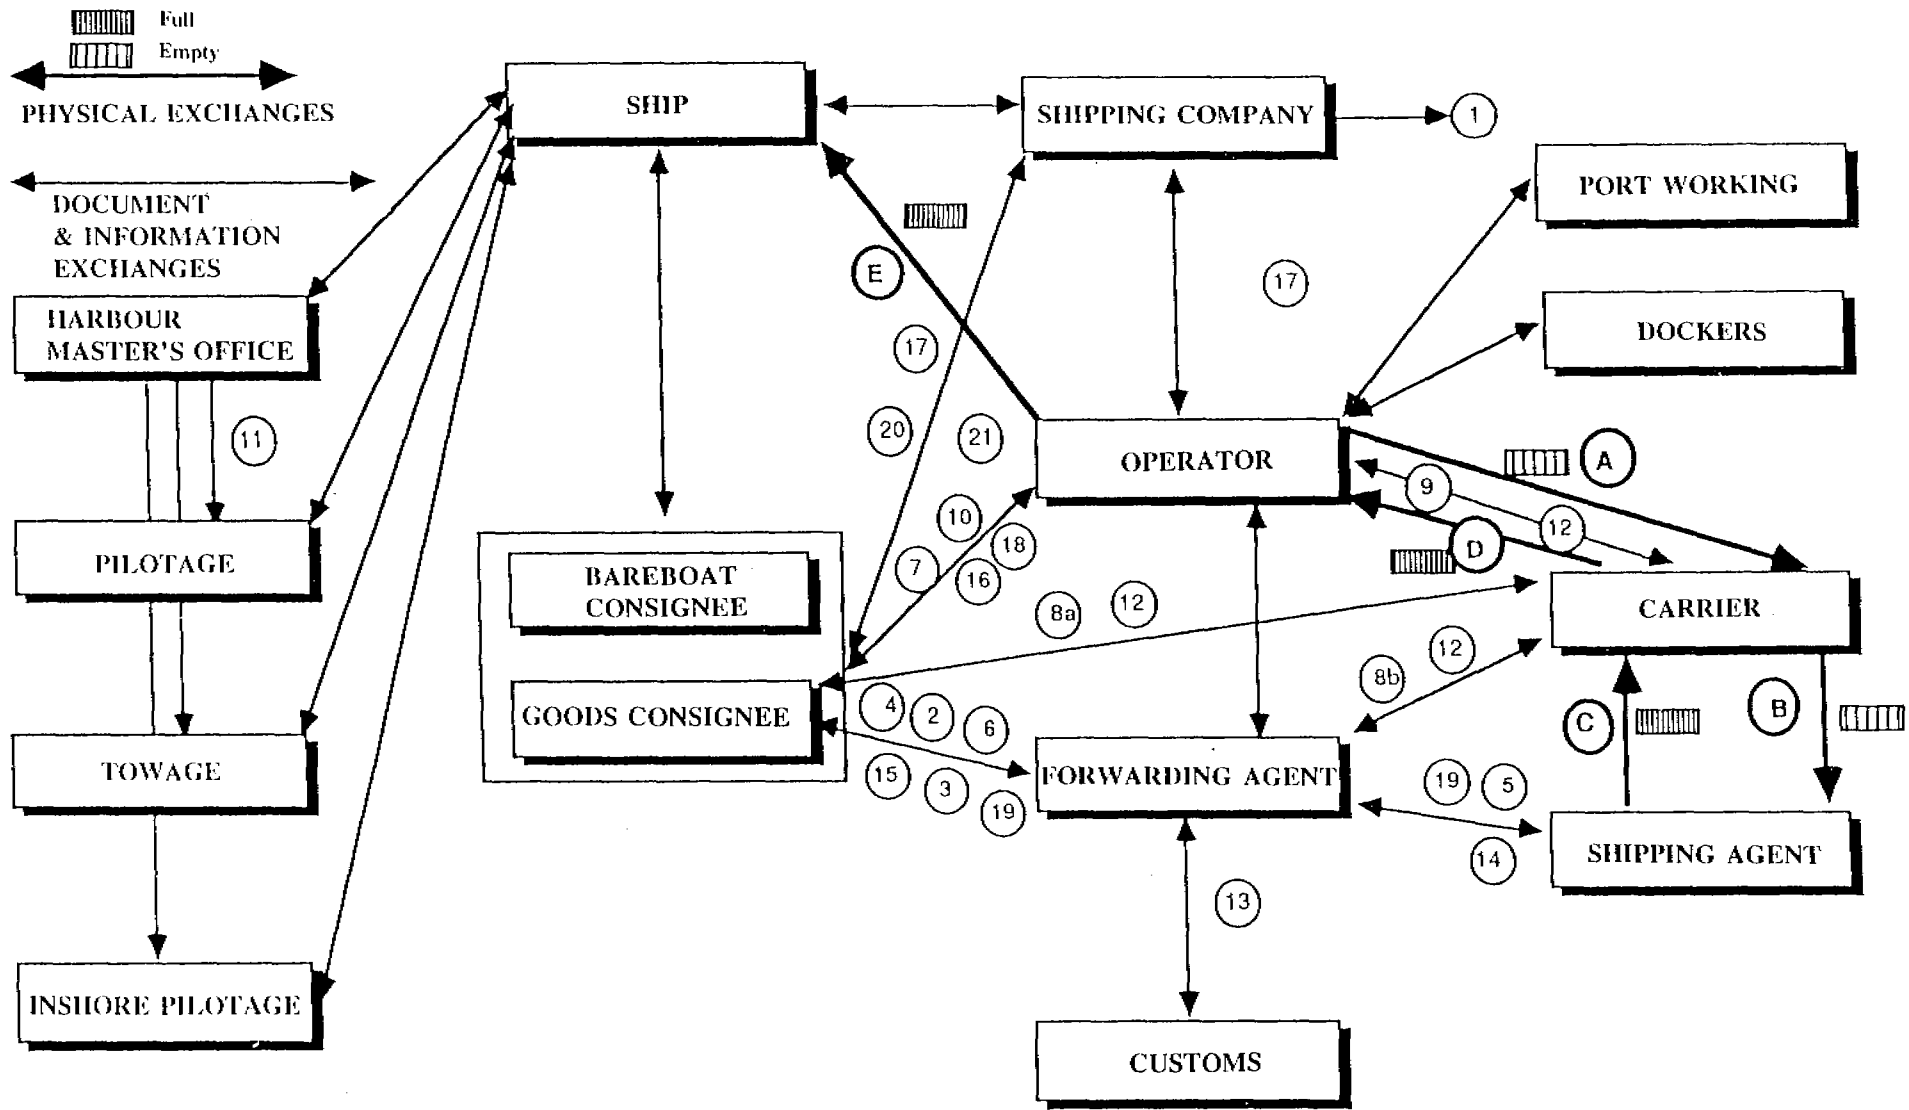 Full
Empty
PHYSICAL EXCHANGES
DOCUMENT
& INFORMATION
EXCHANGES
SHIP
SHIPPING COMPANY
1
PORT WORKING
DOCKERS
E
17
17
HARBOUR
MASTER'S OFFICE
11
20
21
OPERATOR
A
9
12
D
10
18
7
16
PILOTAGE
BAREBOAT
CONSIGNEE
8a
12
CARRIER
12
8b
GOODS CONSIGNEE
4
2
6
C
B
TOWAGE
15
3
19
FORWARDING AGENT
19
5
14
SHIPPING AGENT
13
INSHORE PILOTAGE
CUSTOMS